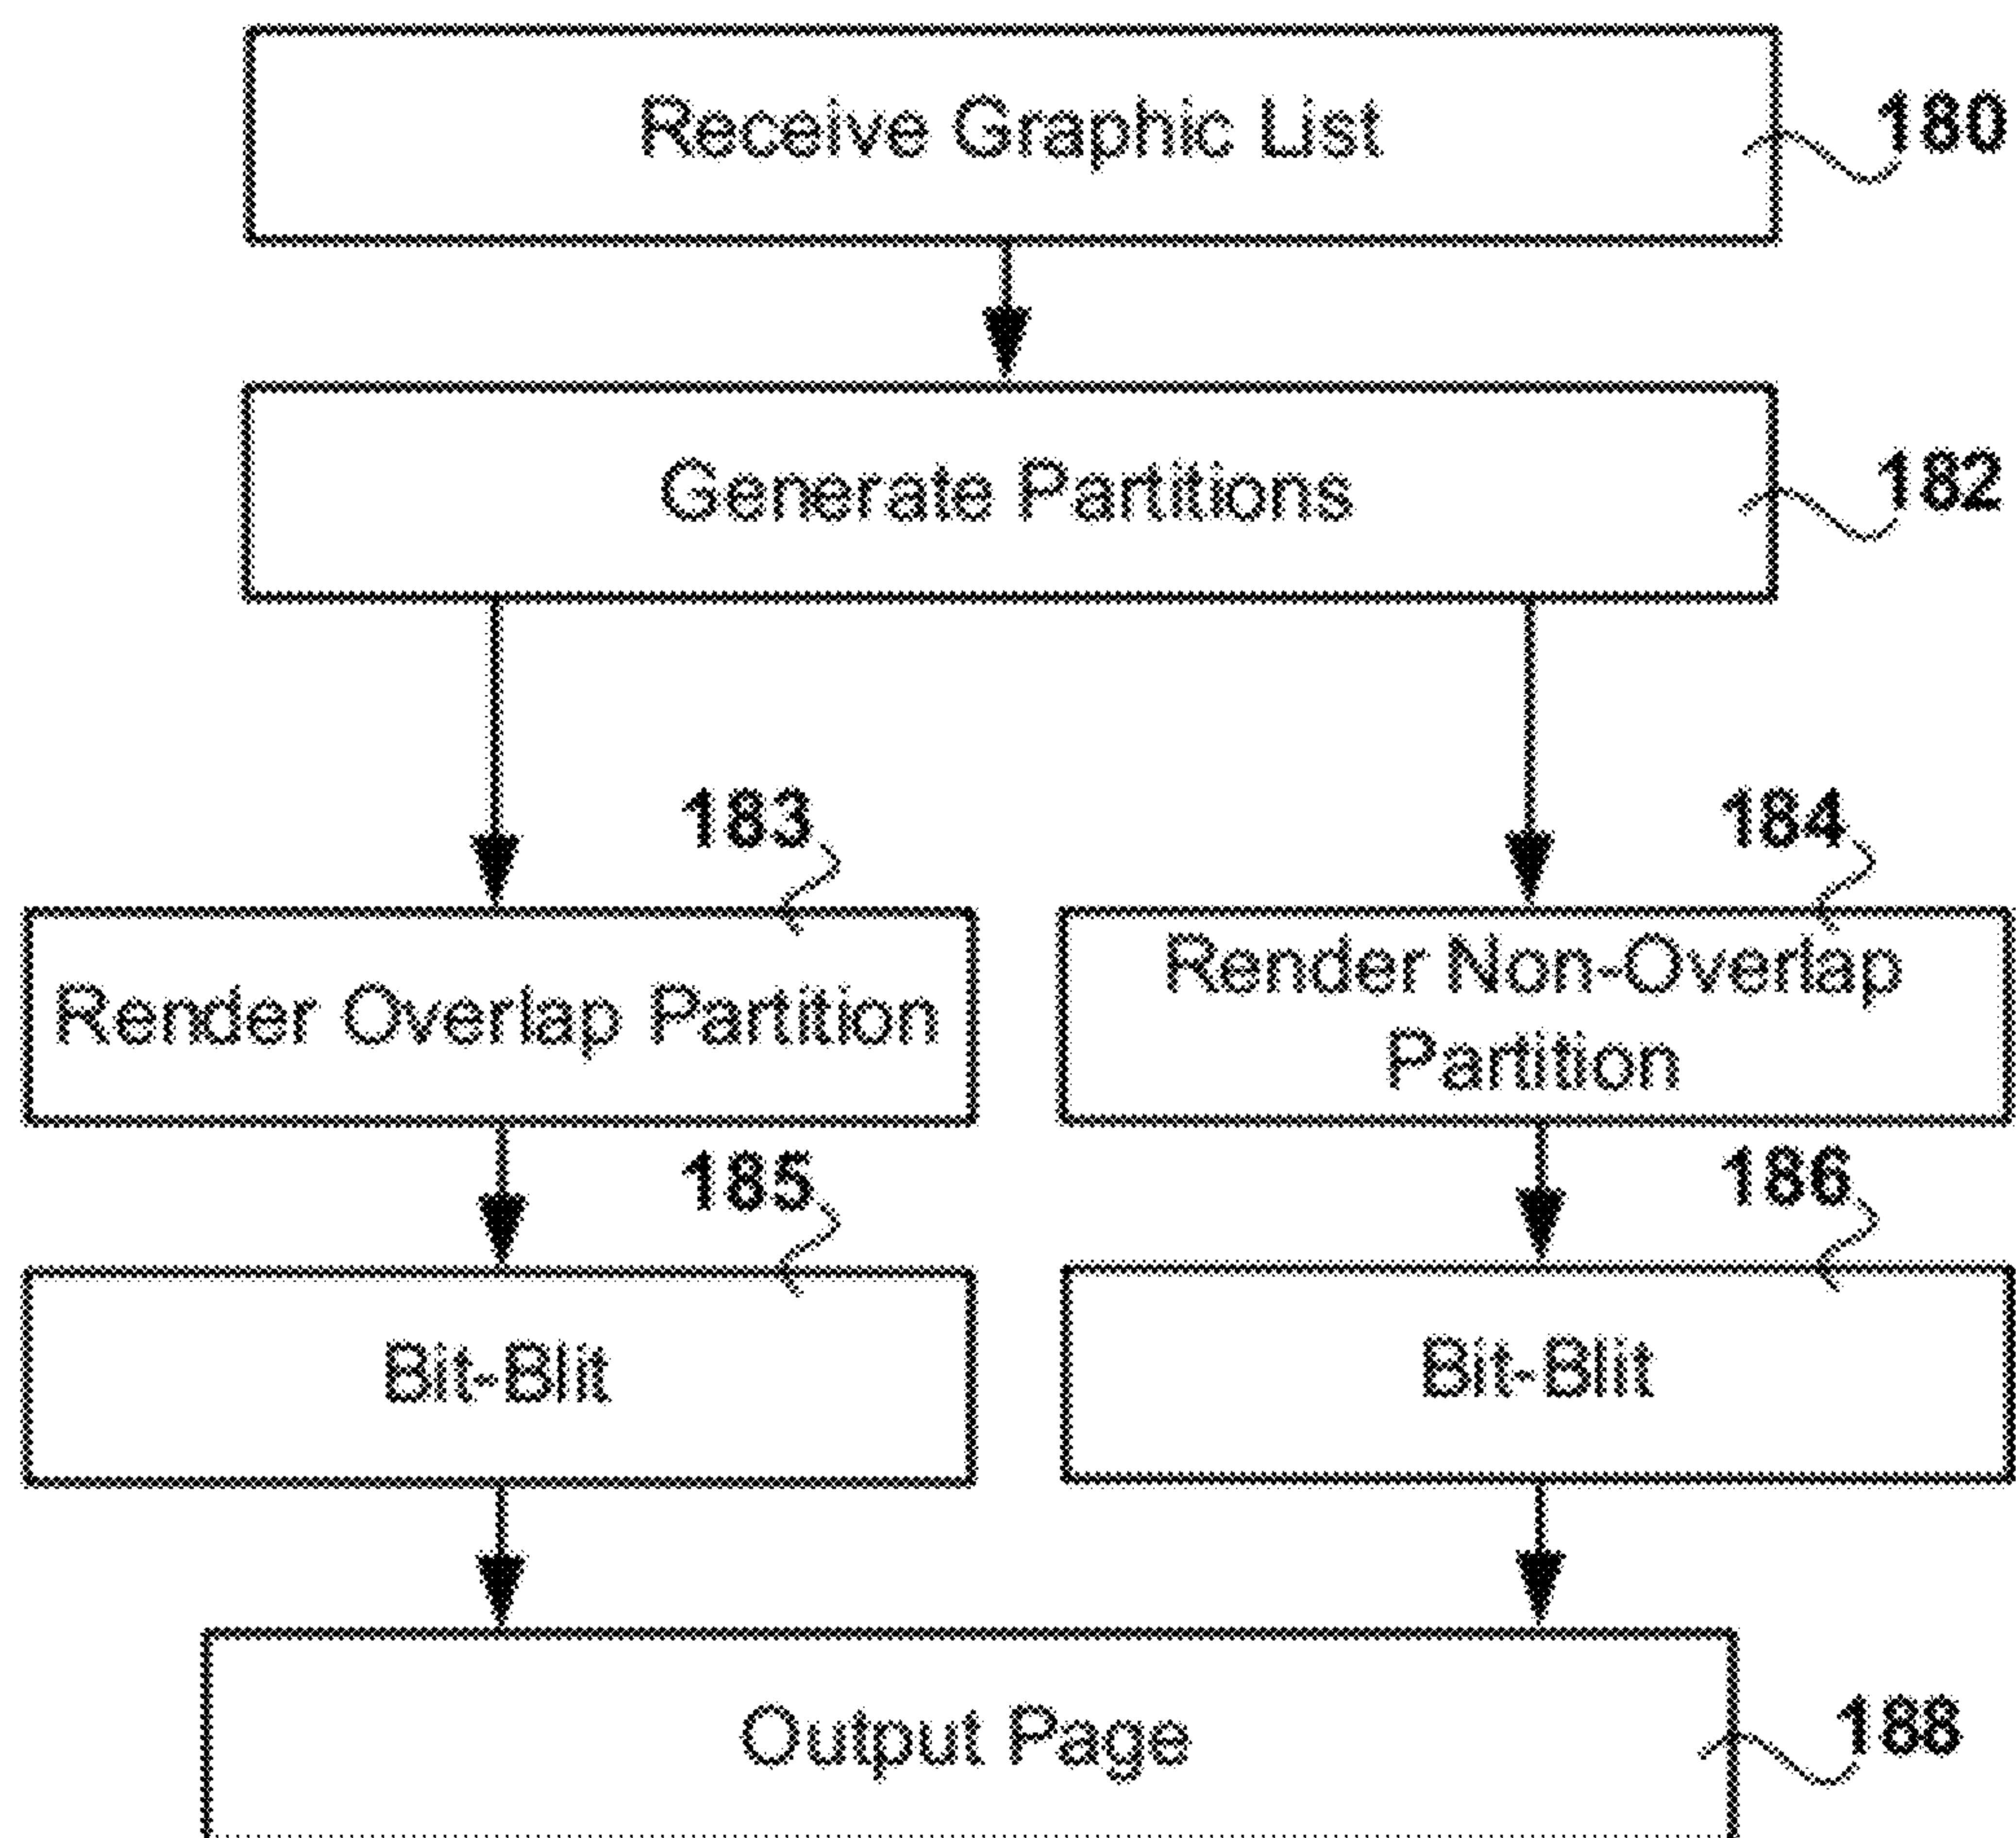 Receive Graphic List
180
Generate Partitions
182
183
184
Render Overlap Partition
Render Non-Overlap
Partition
185
186
Bit-Blit
Bit-Blit
Output Page
188